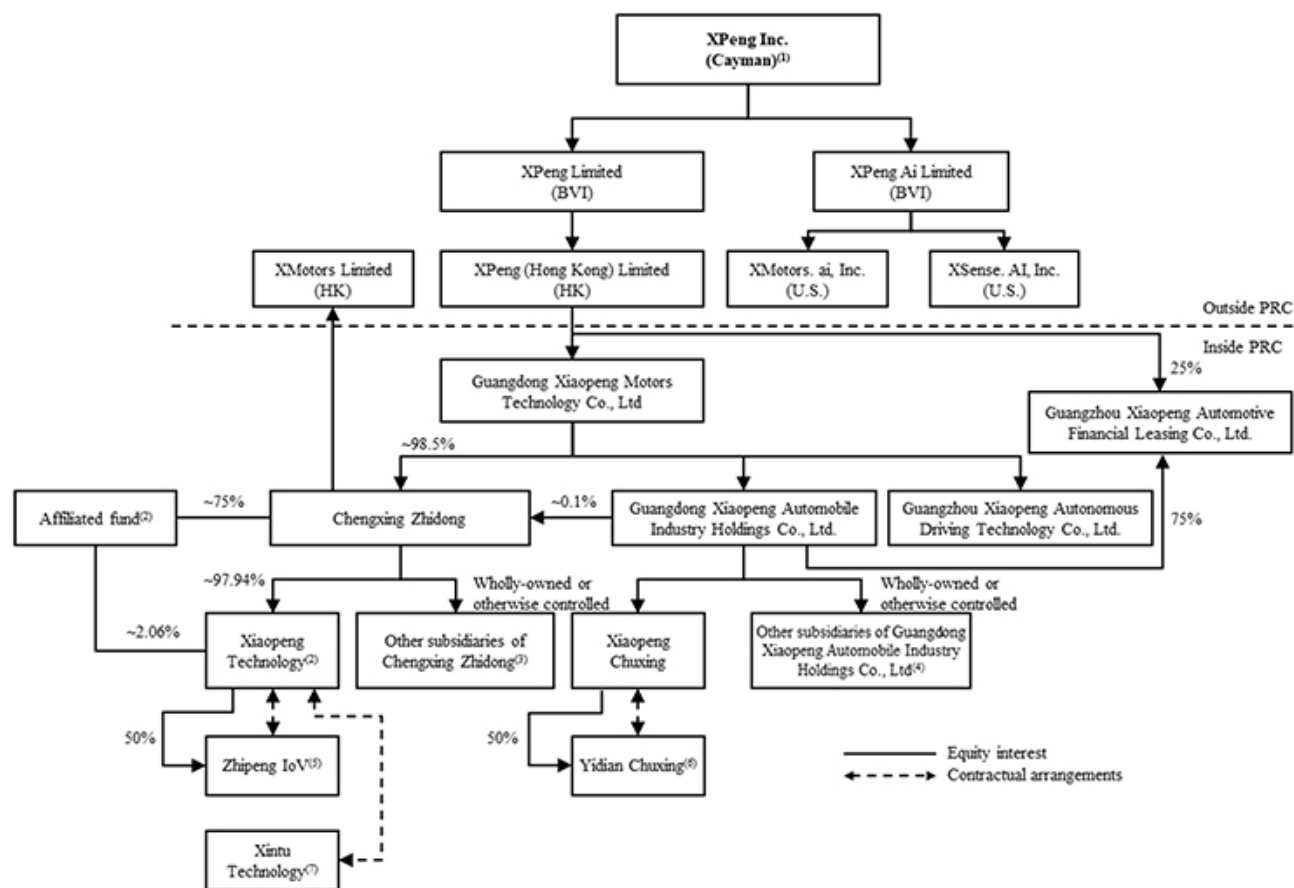 XPeng Inc.
(Cayman)(1)
XPeng Limited
(BVI)
XPeng Ai Limited
(BVI)
XMotors Limited
(HK)
XPeng (Hong Kong) Limited
(HK)
XMotors. ai, Inc.
(U.S.)
XSense. AI, Inc.
(U.S.)
Outside PRC
Inside PRC
25%
Guangdong Xiaopeng Motors
Technology Co., Ltd
Guangzhou Xiaopeng Automotive
Financial Leasing Co., Ltd.
~98.5%
Affiliated fund(2)
~75%
Chengxing Zhidong
~0.1%
Guangdong Xiaopeng Automobile
Industry Holdings Co., Ltd.
Guangzhou Xiaopeng Autonomous
Driving Technology Co., Ltd.
75%
~97.94%
Wholly-owned or
otherwise controlled
Wholly-owned or
otherwise controlled
~2.06%
Xiaopeng
Technology(2)
Other subsidiaries of
Chengxing Zhidong(3)
Xiaopeng
Chuxing
Other subsidiaries of Guangdong
Xiaopeng Automobile Industry
Holdings Co., Ltd(4)
50%
Zhipeng IoV(5)
50%
Yidian Chuxing(6)
Equity interest
Contractual arrangements
Xintu
Technology(7)